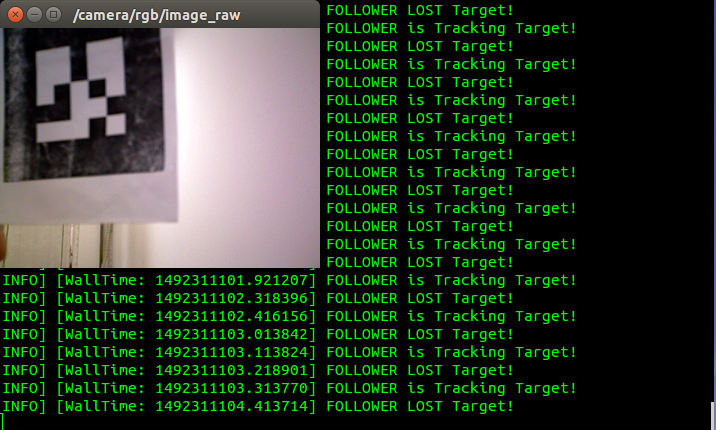 /camera/rgb/image_raw
FOLLOWER LOST Target!
FOLLOWER is Tracking Target!
FOLLOWER LOST Target!
FOLLOWER is Tracking Target!
FOLLOWER LOST Target!
FOLLOWER is Tracking Target!
FOLLOWER LOST Target!
FOLLOWER is Tracking Target!
FOLLOWER LOST Target!
FOLLOWER is Tracking Target!
FOLLOWER LOST Target!
FOLLOWER is Tracking Target!
FOLLOWER LOST Target!
FOLLOWER is Tracking Target!
FOLLOWER LOST Target!
INFO] [WallTime: 1492311101.921207] FOLLOWER is Tracking Target!
INFO] [WallTime: 1492311102.318396] FOLLOWER LOST Target!
INFO] [WallTime: 1492311102.416156] FOLLOWER is Tracking Target!
INFO] [WallTime: 1492311103.013842] FOLLOWER LOST Target!
INFO] [WallTime: 1492311103.113824] FOLLOWER is Tracking Target!
INFO] [WallTime: 1492311103.218901] FOLLOWER LOST Target!
INFO] [WallTime: 1492311103.313770] FOLLOWER is Tracking Target!
INFO] [WallTime: 1492311104.413714] FOLLOWER LOST Target!